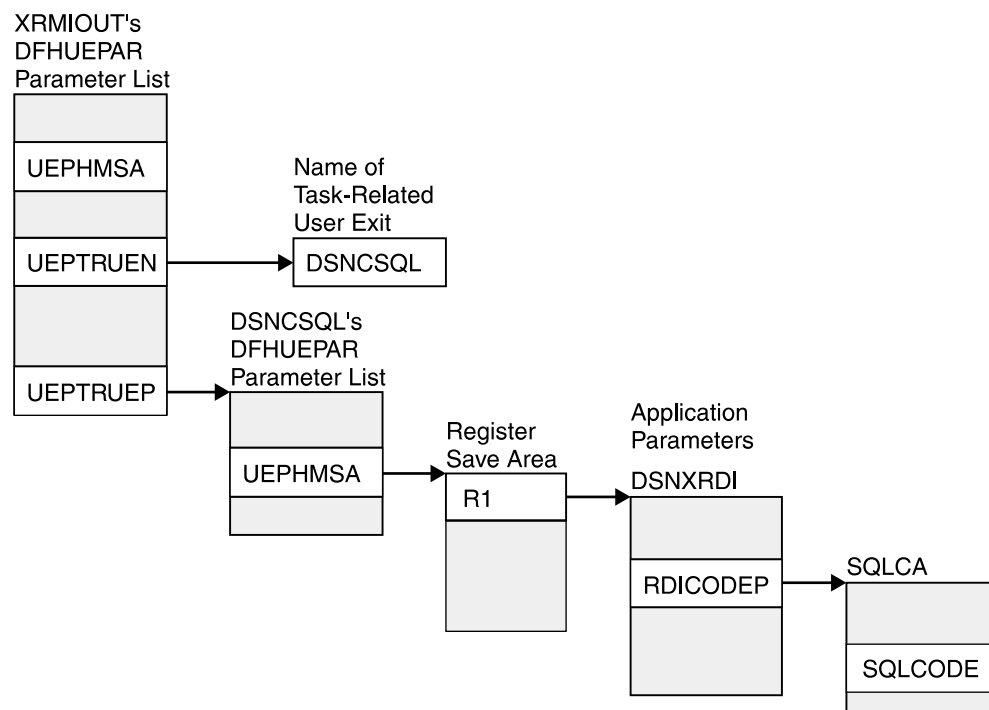 XRMIOUT's
DFHUEPAR
Parameter List
UEPHMSA
UEPTRUEN
UEPTRUEP
Name of
Task-Related
User Exit
DSNCSQL
DSNCSQL's
DFHUEPAR
Parameter List
UEPHMSA
Register
Save Area
R1
Application
Parameters
DSNXRDI
RDICODEP
SQLCA
SQLCODE